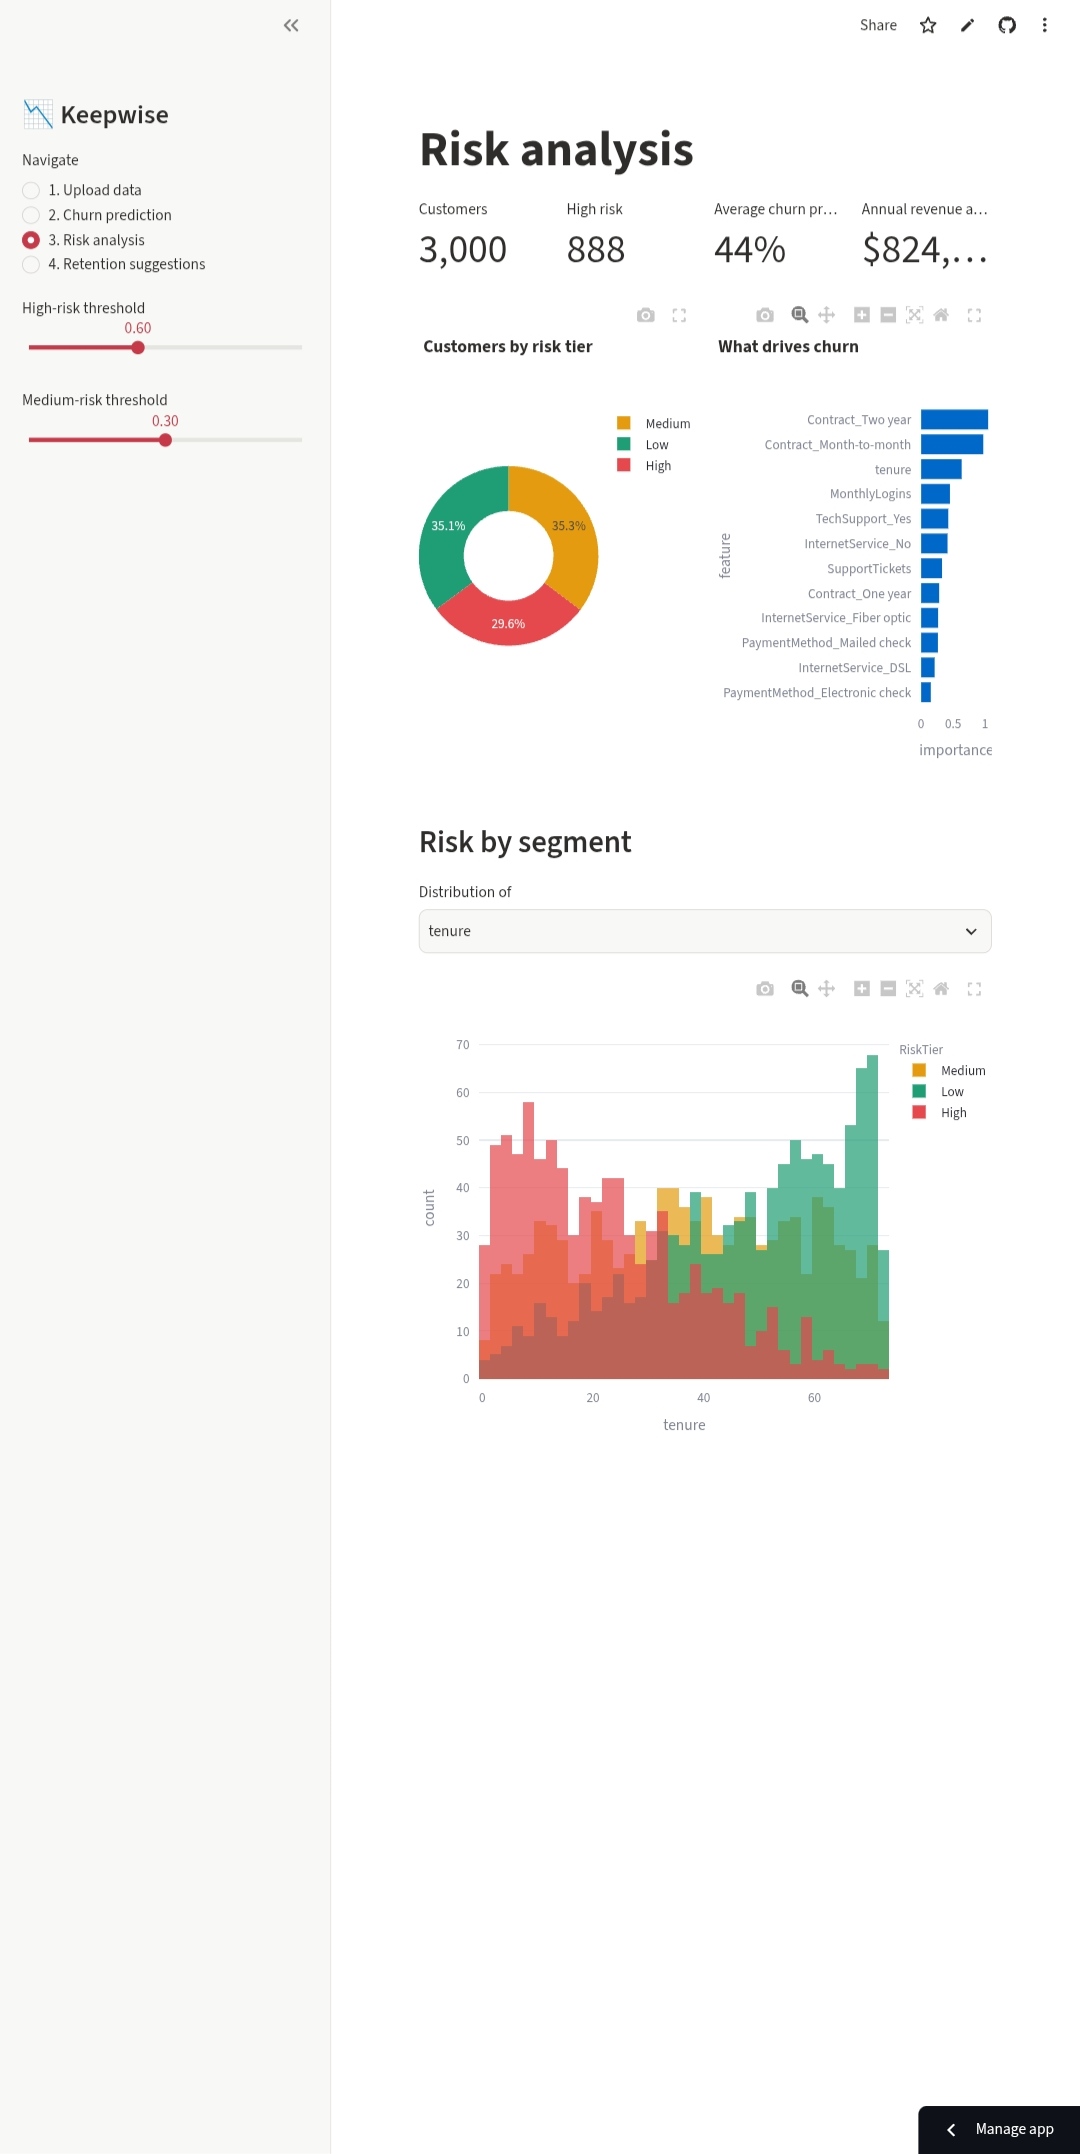 Share
Keepwise
Navigate
1. Upload data
2. Churn prediction
3. Risk analysis
4. Retention suggestions
High-risk threshold
0.60
Medium-risk threshold
0.30
Risk analysis
Customers
3,000
High risk
888
Average churn pr…
44%
Annual revenue a…
$824,…
Customers by risk tier
Medium
Low
High
35.1%
35.3%
29.6%
What drives churn
feature
Contract_Two year
Contract_Month-to-month
tenure
MonthlyLogins
TechSupport_Yes
InternetService_No
SupportTickets
Contract_One year
InternetService_Fiber optic
PaymentMethod_Mailed check
InternetService_DSL
PaymentMethod_Electronic check
0 0.5 1
importance
Risk by segment
Distribution of
tenure
RiskTier
Medium
Low
High
count
70
60
50
40
30
20
10
0
0 20 40 60
tenure
Manage app